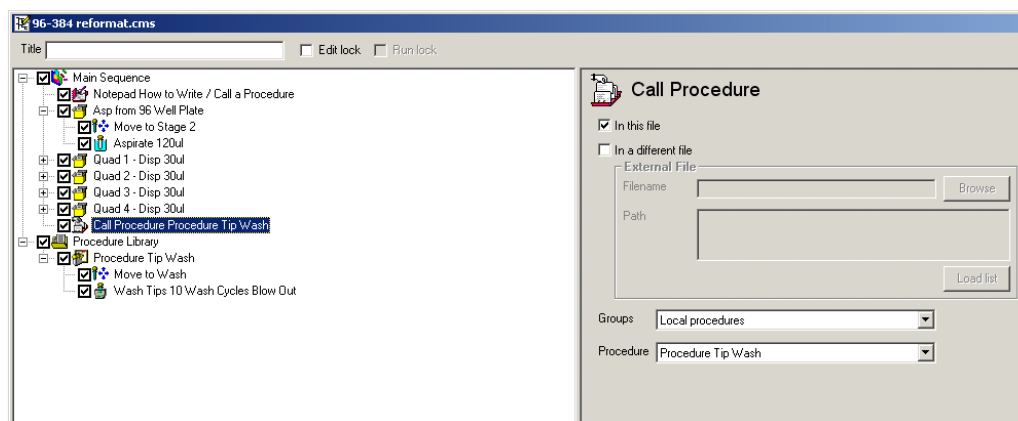 96-384 reformat.cms
Title
Edit lock
Run lock
Main Sequence
Notepad How to Write / Call a Procedure
Asp from 96 Well Plate
Move to Stage 2
Aspirate 120ul
Quad 1 - Disp 30ul
Quad 2 - Disp 30ul
Quad 3 - Disp 30ul
Quad 4 - Disp 30ul
Call Procedure Procedure Tip Wash
Procedure Library
Procedure Tip Wash
Move to Wash
Wash Tips 10 Wash Cycles Blow Out
Call Procedure
In this file
In a different file
External File
Filename
Browse
Path
Load list
Groups Local procedures
Procedure Procedure Tip Wash